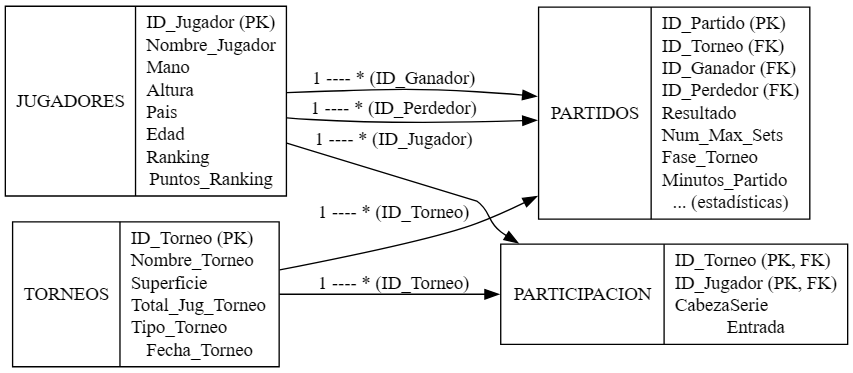 JUGADORES
ID_Jugador (PK)
Nombre_Jugador
Mano
Altura
Pais
Edad
Ranking
Puntos_Ranking
1 ---- * (ID_Ganador)
1 ---- * (ID_Perdedor)
1 ---- * (ID_Jugador)
PARTIDOS
ID_Partido (PK)
ID_Torneo (FK)
ID_Ganador (FK)
ID_Perdedor (FK)
Resultado
Num_Max_Sets
Fase_Torneo
Minutos_Partido
... (estadísticas)
TORNEOS
ID_Torneo (PK)
Nombre_Torneo
Superficie
Total_Jug_Torneo
Tipo_Torneo
Fecha_Torneo
1 ---- * (ID_Torneo)
1 ---- * (ID_Torneo)
PARTICIPACION
ID_Torneo (PK, FK)
ID_Jugador (PK, FK)
CabezaSerie
Entrada